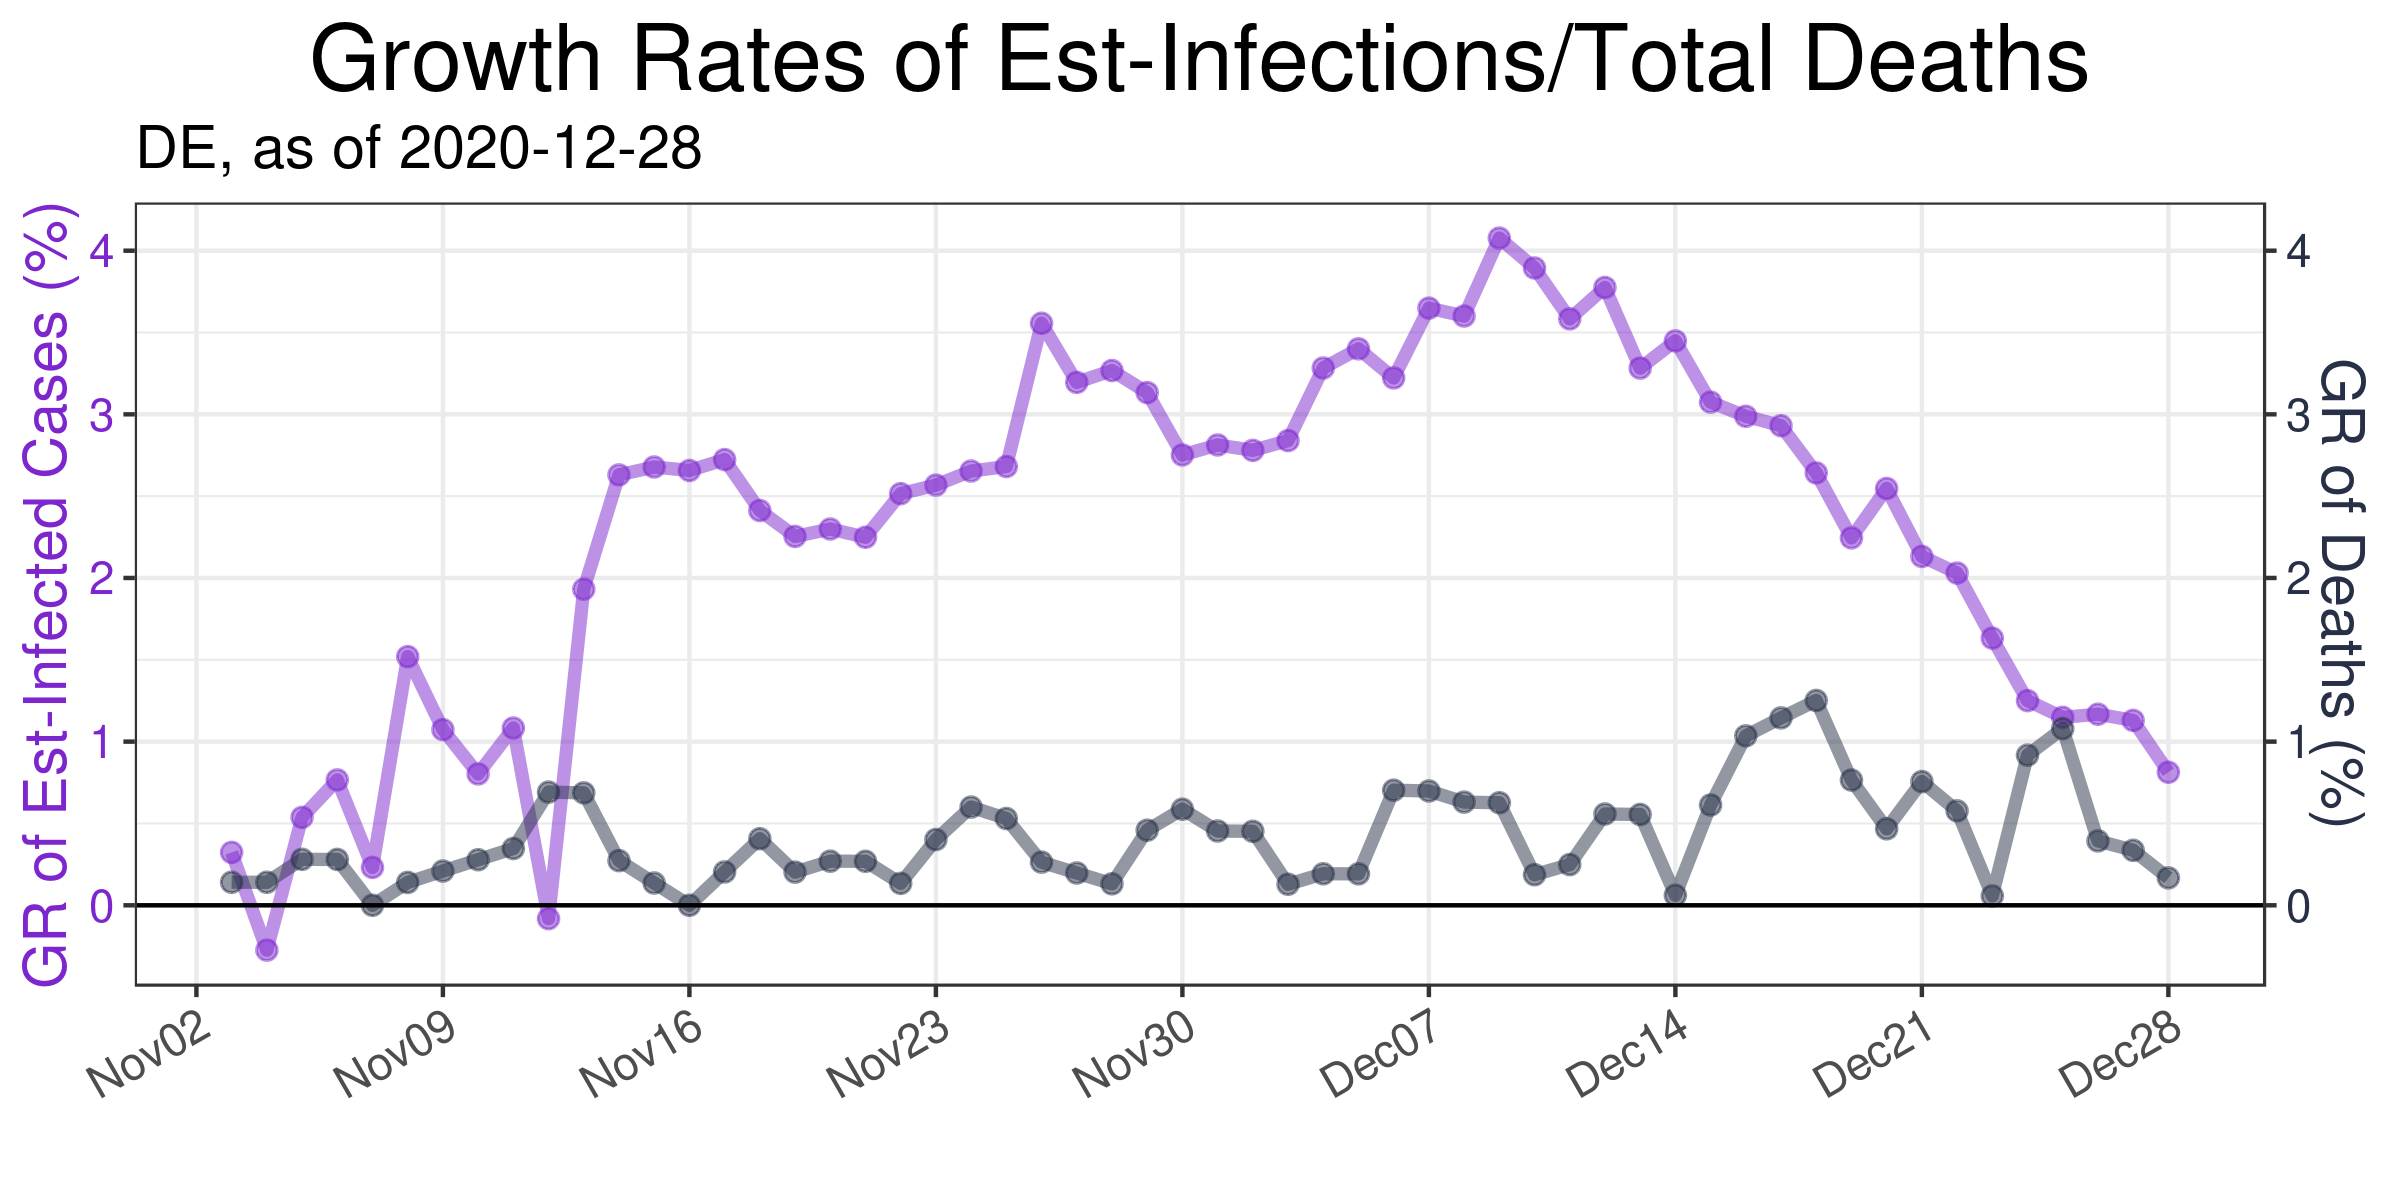 Growth Rates of Est-Infections/Total Deaths
DE, as of 2020-12-28
GR of Est-Infected Cases (%)
4
3
2
1
0
4
3
2
1
0
GR of Deaths (%)
Nov02
Nov09
Nov16
Nov23
Nov30
Dec07
Dec14
Dec21
Dec28